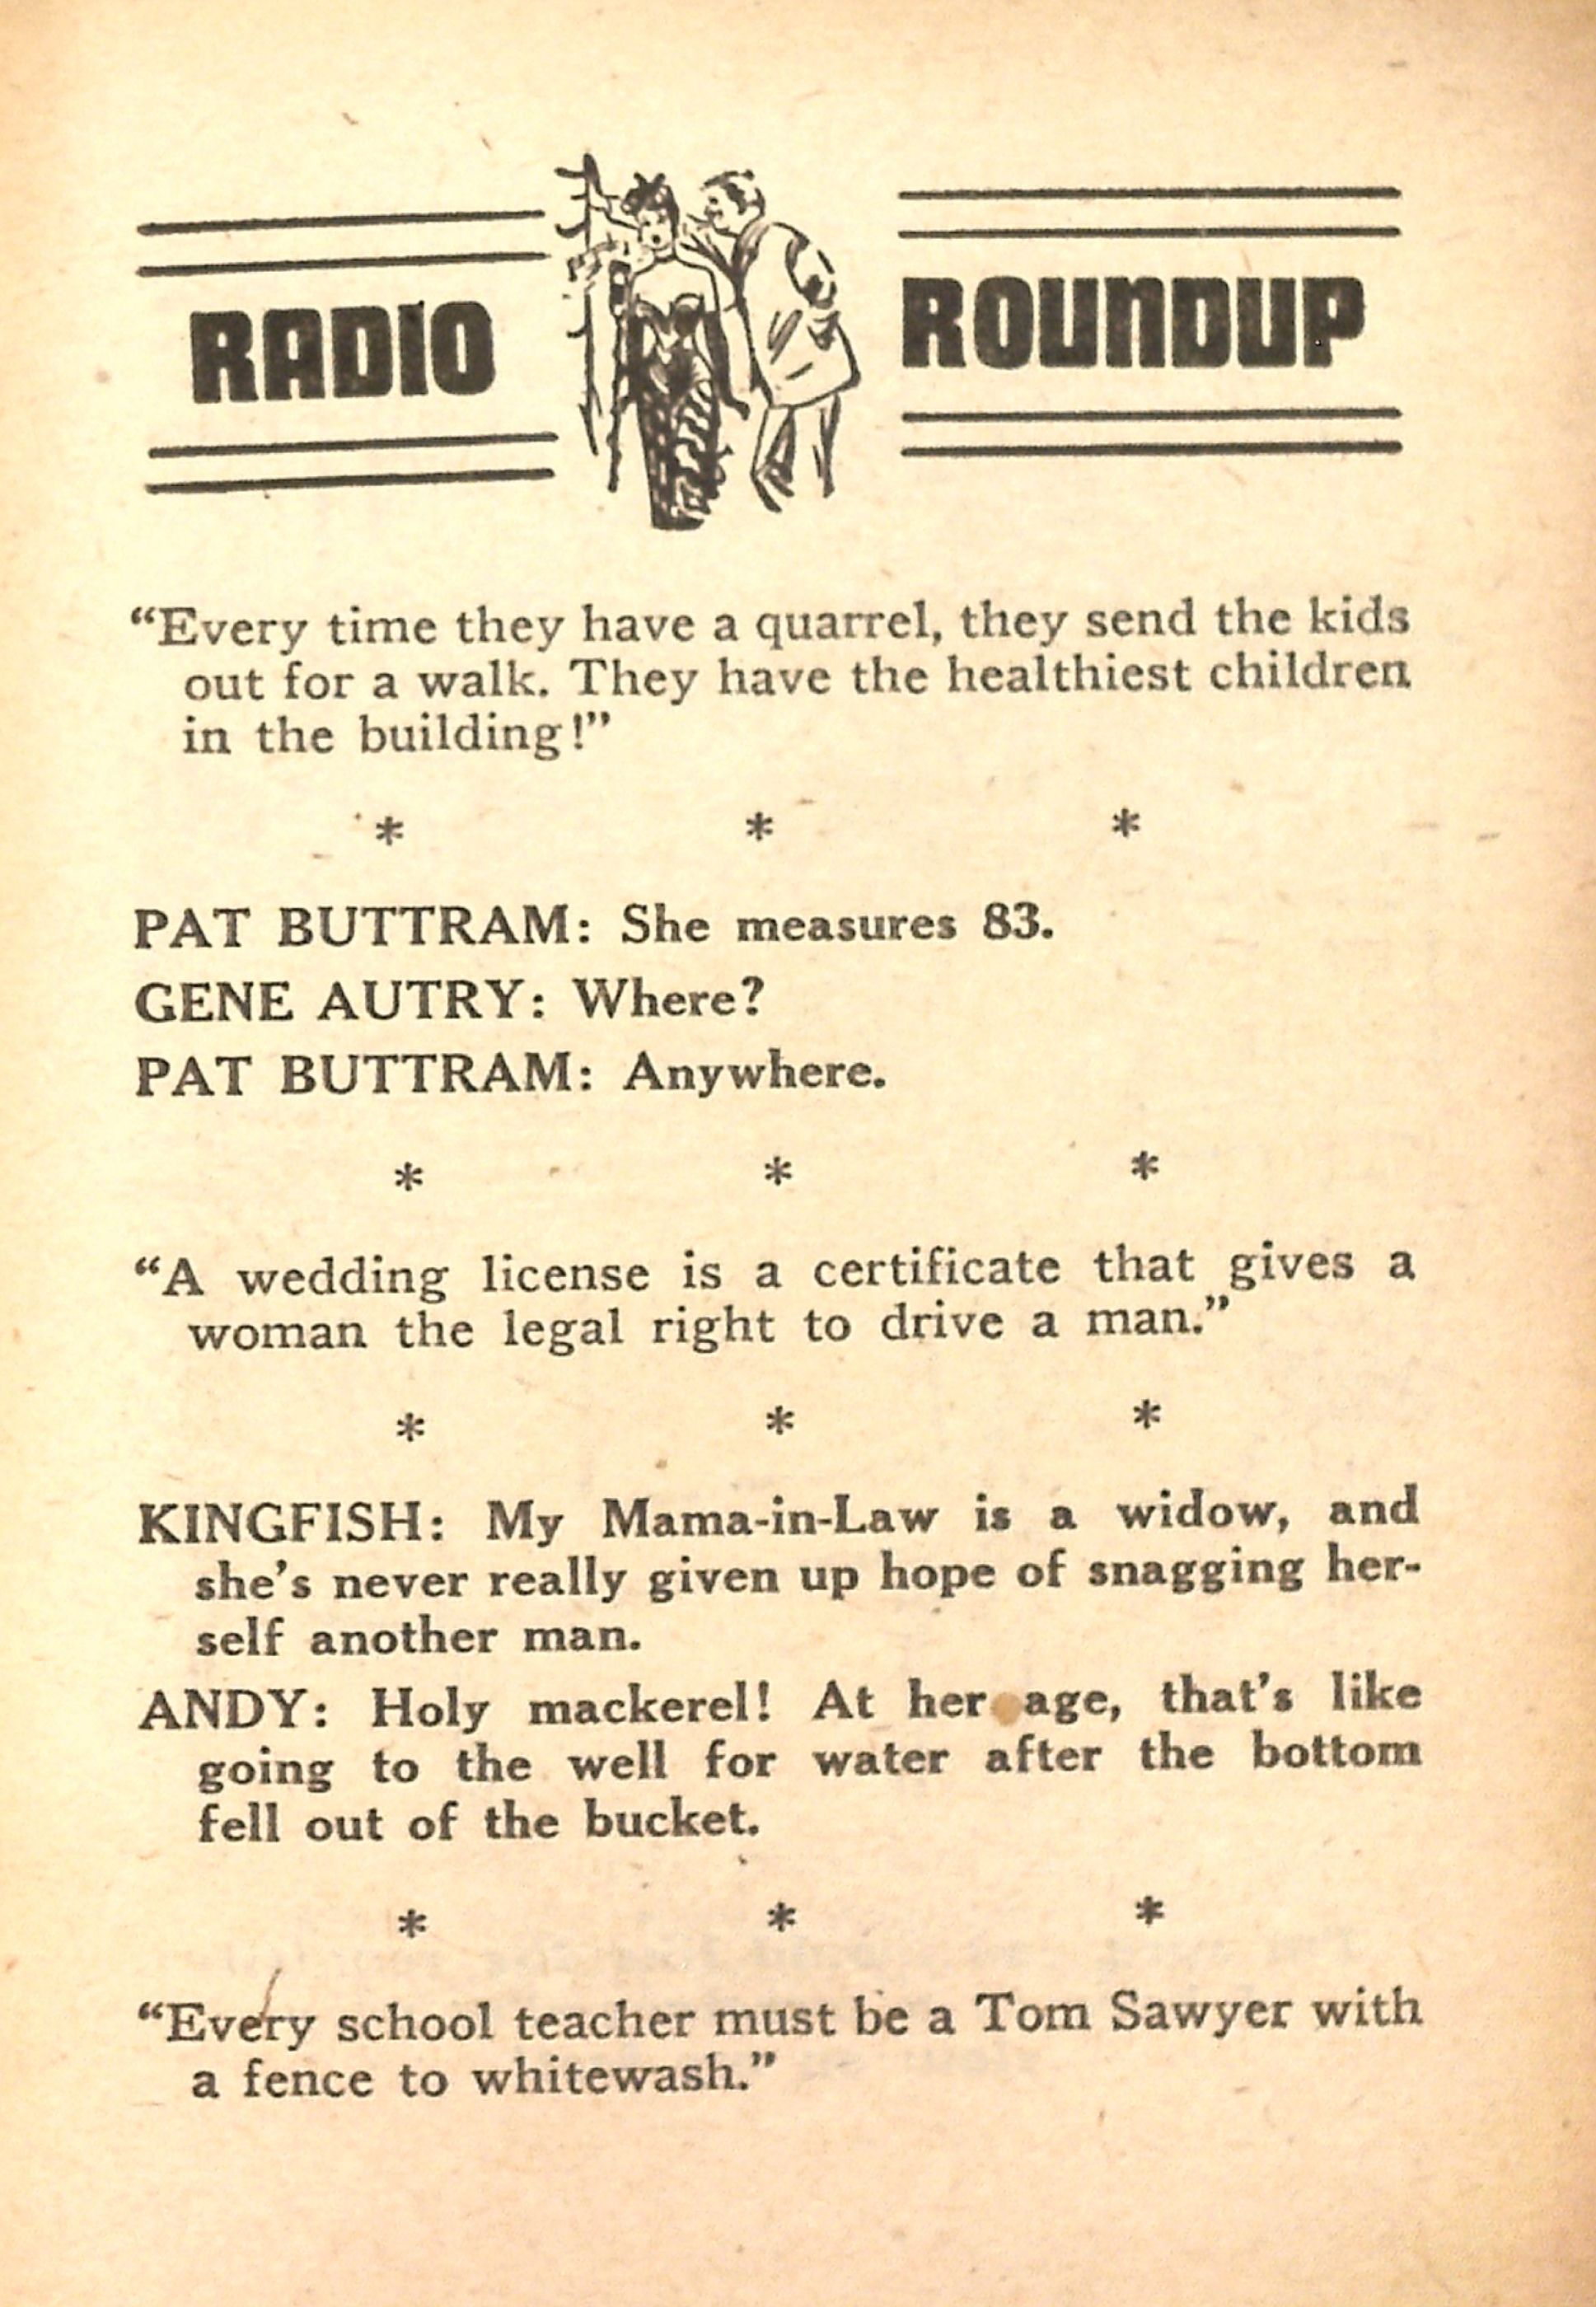 RADIO ROUNDUP
“Every time they have a quarrel, they send the kids
out for a walk. They have the healthiest children
in the building!”
* * *
PAT BUTTRAM: She measures 83.
GENE AUTRY: Where?
PAT BUTTRAM: Anywhere.
* * *
“A wedding license is a certificate that gives a
woman the legal right to drive a man.”
* * *
KINGFISH: My Mama-in-Law is a widow, and
she’s never really given up hope of snagging her-
self another man.
ANDY: Holy mackerel! At her age, that’s like
going to the well for water after the bottom
fell out of the bucket.
* * *
“Every school teacher must be a Tom Sawyer with
a fence to whitewash.”